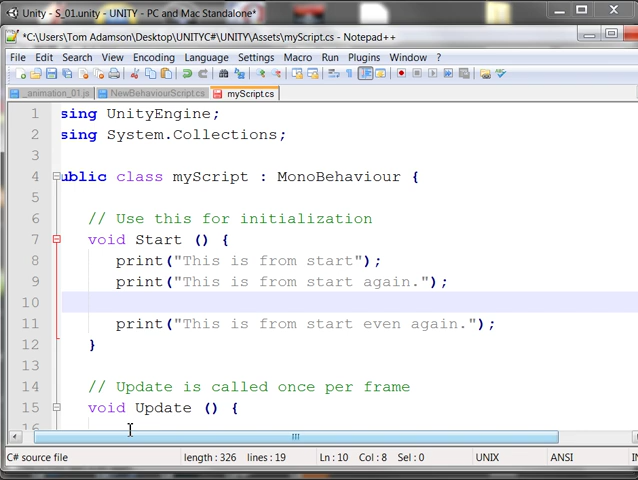 Unity - S_01.unity - UNITY - PC and Mac Standalone*
*C:\Users\Tom Adamson\Desktop\UNITYC#\UNITY\Assets\myScript.cs - Notepad++
File Edit Search View Encoding Language Settings Macro Run Plugins Window ?
_animation_01.js NewBehaviourScript.cs myScript.cs
1 sing UnityEngine;
2 sing System.Collections;
3
4 ublic class myScript : MonoBehaviour {
5
6 // Use this for initialization
7 void Start () {
8 print("This is from start");
9 print("This is from start again.");
10
11 print("This is from start even again.");
12 }
13
14 // Update is called once per frame
15 void Update () {
16
C# source file length : 326 lines : 19 Ln : 10 Col : 8 Sel : 0 UNIX ANSI IN